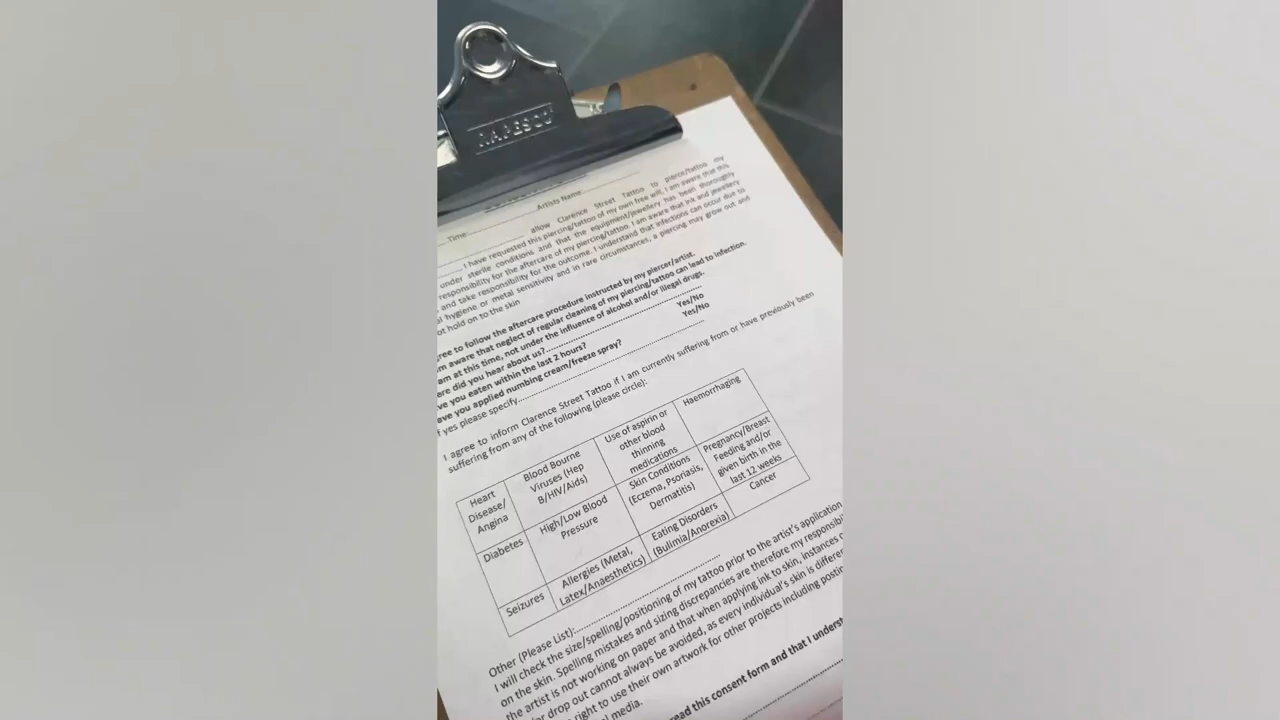 RAPESCO
Artists Name:
Time:
allow Clarence Street Tattoo to pierce/tattoo my
I have requested this piercing/tattoo of my own free will, I am aware that this
under sterile conditions and that the equipment/jewellery has been thoroughly
responsibility for the aftercare of my piercing/tattoo. I am aware that ink and jewellery
and take responsibility for the outcome. I understand that infections can occur due to
hygiene or metal sensitivity and in rare circumstances, a piercing may grow out and
hold on to the skin
to follow the aftercare procedure instructed by my piercer/artist.
aware that neglect of regular cleaning of my piercing/tattoo can lead to infection.
am at this time, not under the influence of alcohol and/or illegal drugs.
did you hear about us?
you eaten within the last 2 hours? Yes/No
you applied numbing cream/freeze spray? Yes/No
f yes please specify
I agree to inform Clarence Street Tattoo if I am currently suffering from or have previously been
suffering from any of the following (please circle):
Heart
Disease/
Angina
Blood Bourne
Viruses (Hep
B/HIV/Aids)
Use of aspirin or
other blood
thinning
medications
Haemorrhaging
Diabetes
High/Low Blood
Pressure
Skin Conditions
(Eczema, Psoriasis,
Dermatitis)
Pregnancy/Breast
Feeding and/or
given birth in the
last 12 weeks
Seizures
Allergies (Metal,
Latex/Anaesthetics)
Eating Disorders
(Bulimia/Anorexia)
Cancer
Other (Please List):
I will check the size/spelling/positioning of my tattoo prior to the artist's application
on the skin. Spelling mistakes and sizing discrepancies are therefore my responsibi
the artist is not working on paper and that when applying ink to skin, instances
drop out cannot always be avoided, as every individual's skin is differe
right to use their own artwork for other projects including postin
media.
read this consent form and that I underst